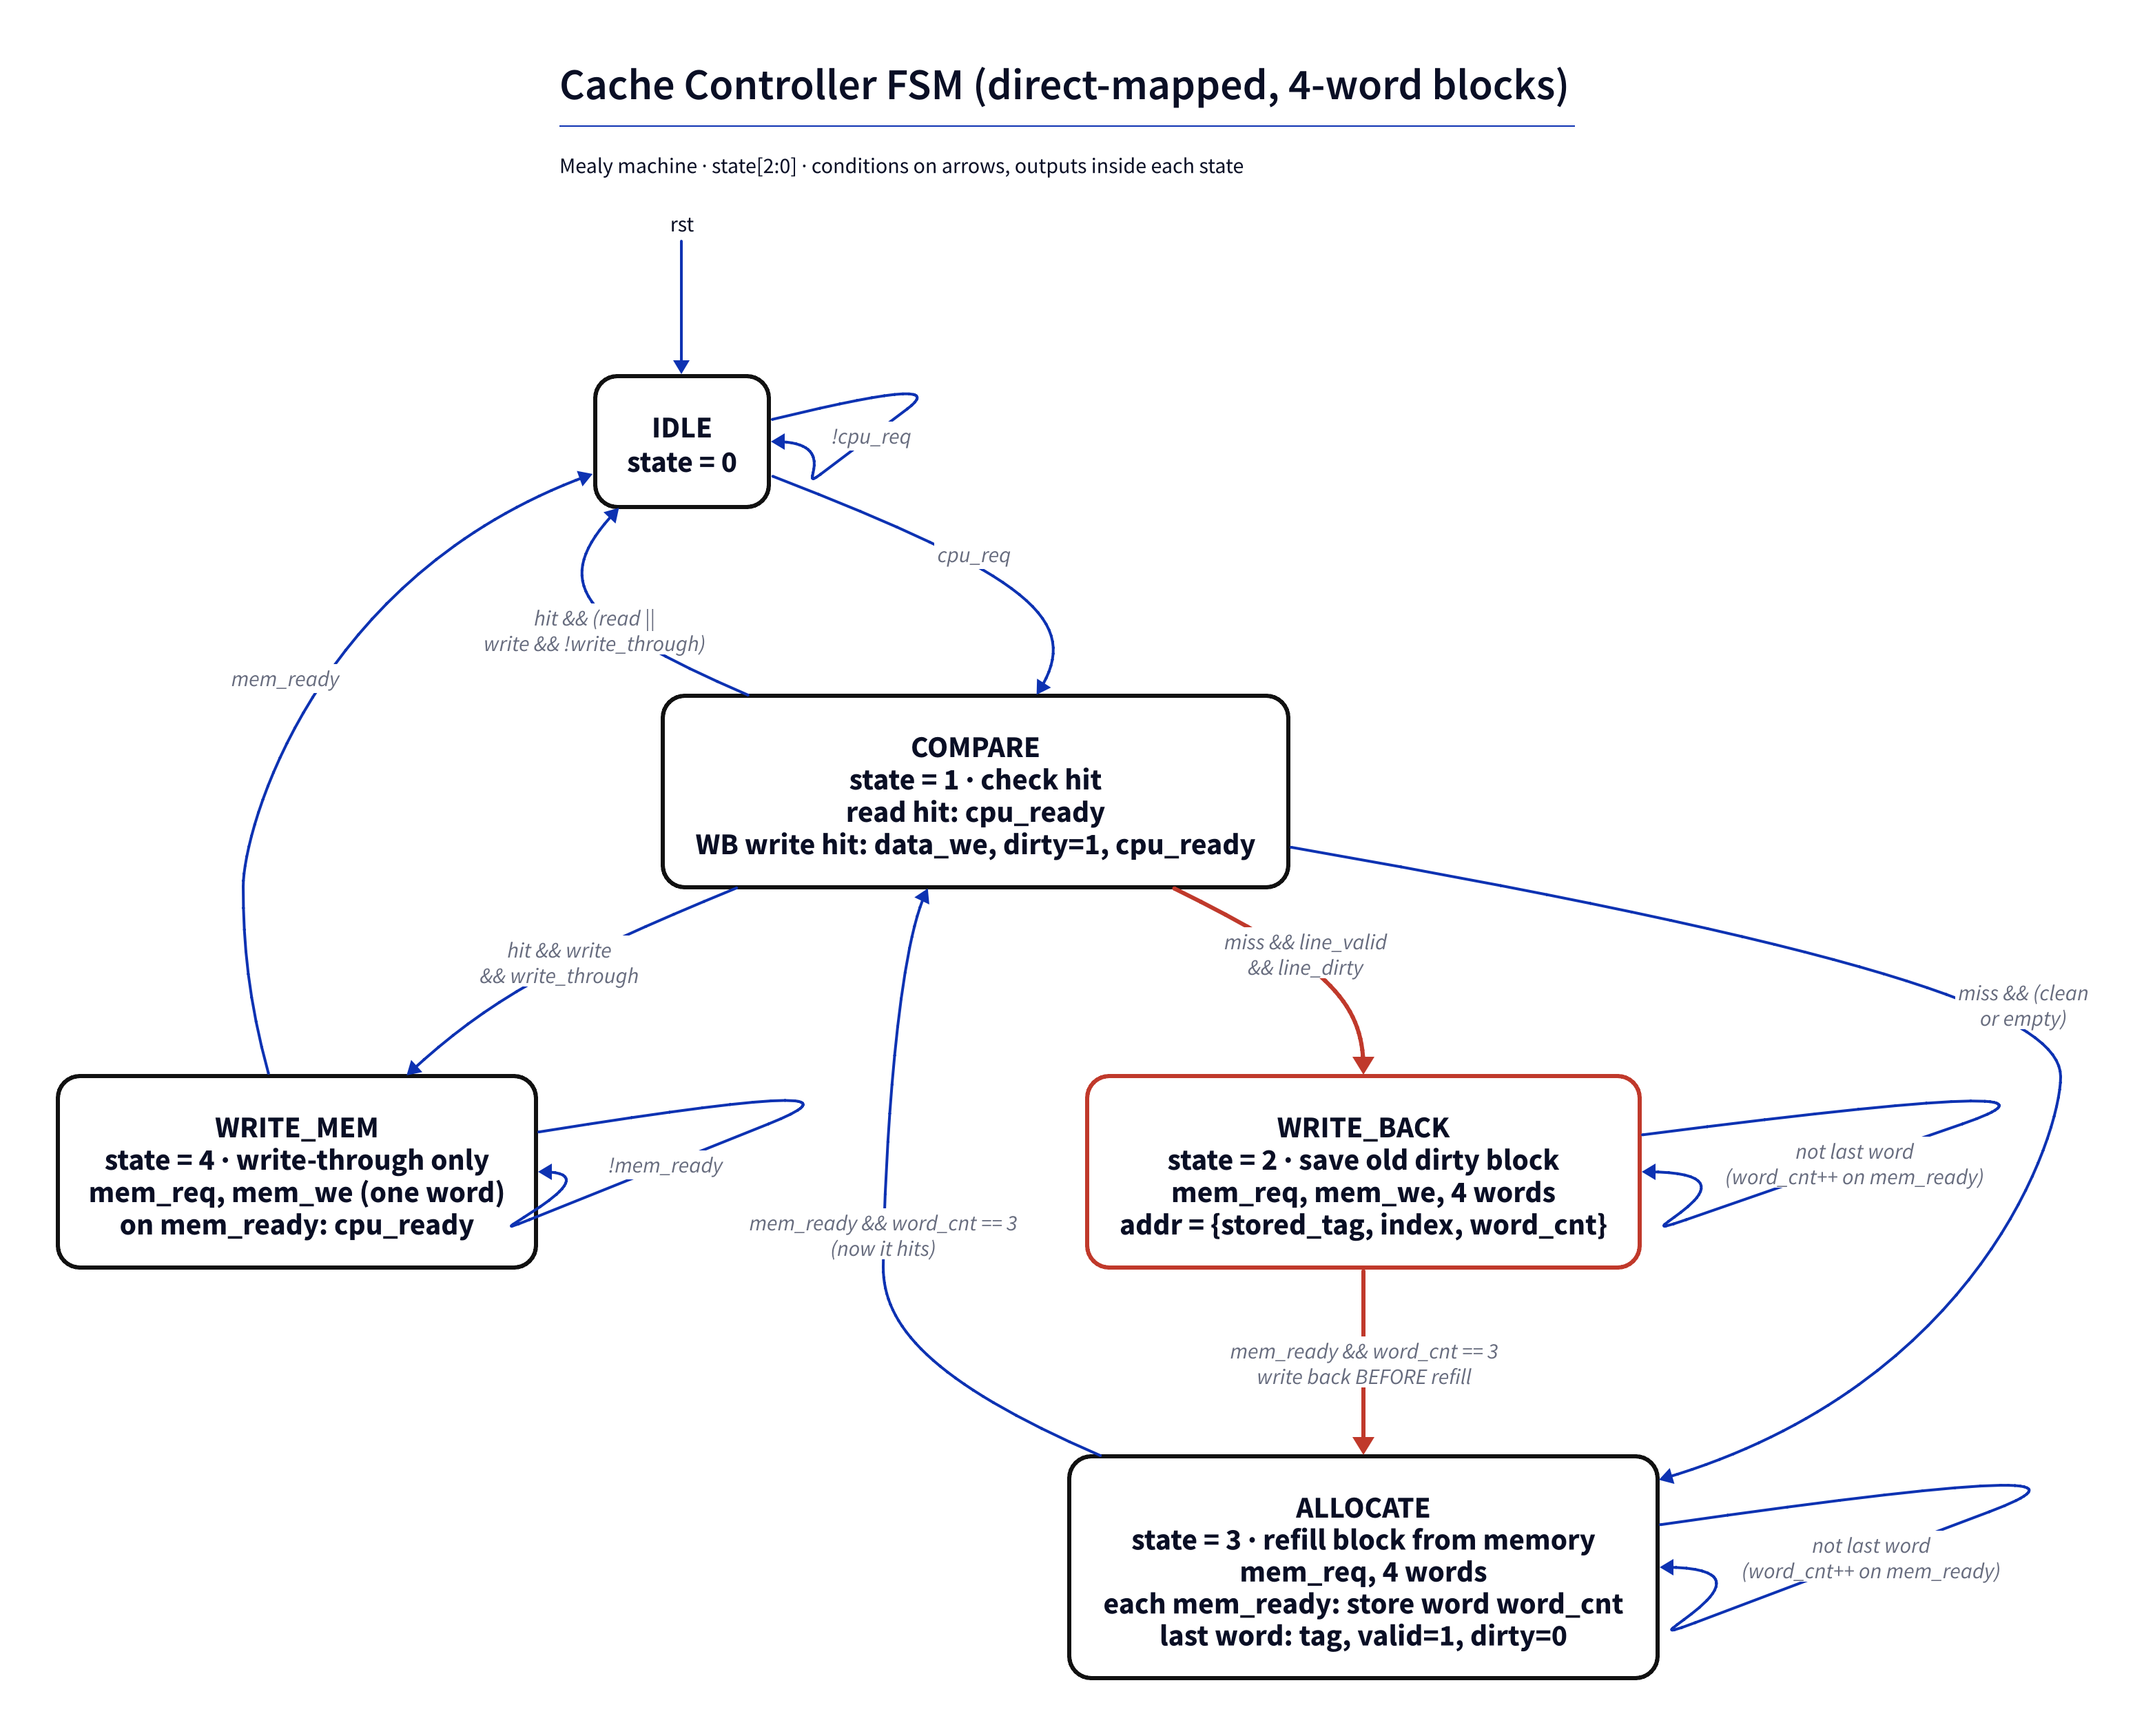 Cache Controller FSM (direct-mapped, 4-word blocks)
Mealy machine · state[2:0] · conditions on arrows, outputs inside each state
rst
IDLE
state = 0
!cpu_req
cpu_req
hit && (read ||
write && !write_through)
mem_ready
COMPARE
state = 1 · check hit
read hit: cpu_ready
WB write hit: data_we, dirty=1, cpu_ready
hit && write
&& write_through
miss && line_valid
&& line_dirty
miss && (clean
or empty)
WRITE_MEM
state = 4 · write-through only
mem_req, mem_we (one word)
on mem_ready: cpu_ready
!mem_ready
WRITE_BACK
state = 2 · save old dirty block
mem_req, mem_we, 4 words
addr = {stored_tag, index, word_cnt}
not last word
(word_cnt++ on mem_ready)
mem_ready && word_cnt == 3
(now it hits)
mem_ready && word_cnt == 3
write back BEFORE refill
ALLOCATE
state = 3 · refill block from memory
mem_req, 4 words
each mem_ready: store word word_cnt
last word: tag, valid=1, dirty=0
not last word
(word_cnt++ on mem_ready)